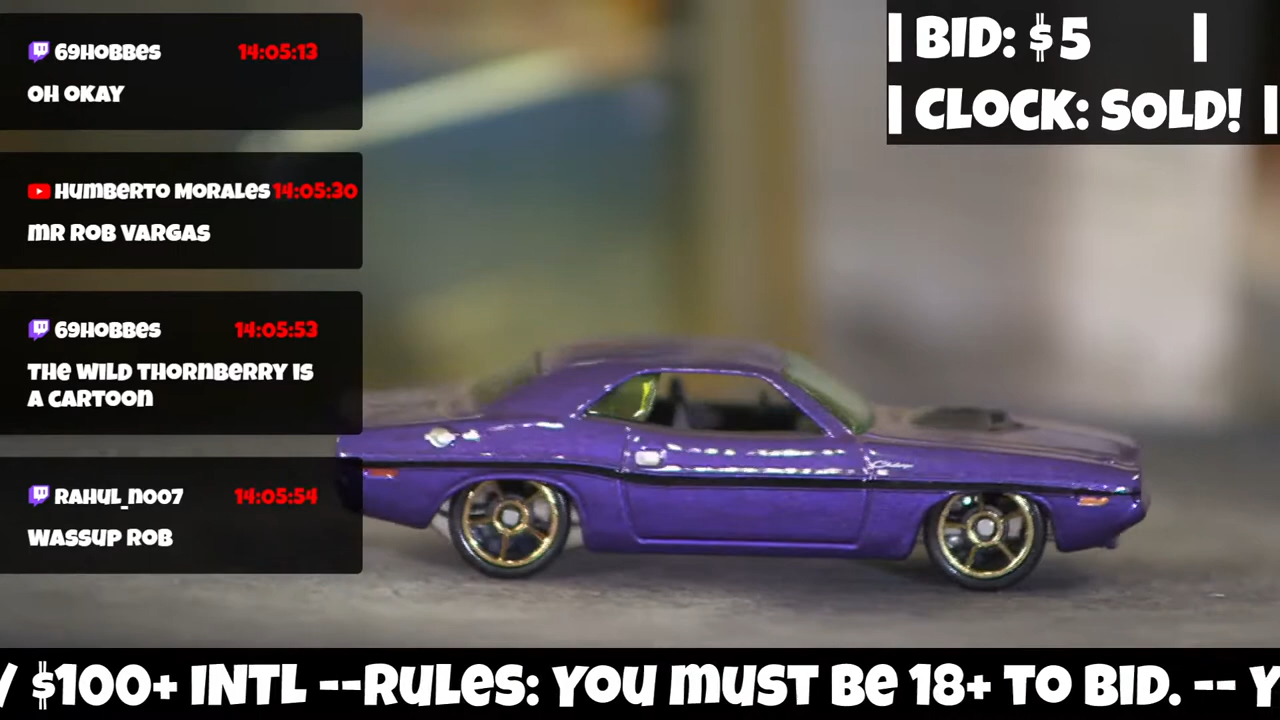 69HOBBES 14:05:13
OH OKAY
HUMBERTO MORALES 14:05:30
MR ROB VARGAS
69HOBBES 14:05:53
THE WILD THORNBERRY IS
A CARTOON
RAHUL_N007 14:05:54
WASSUP ROB
| BID: $5 |
| CLOCK: SOLD! |
/ $100+ INTL --RULES: YOU MUST BE 18+ TO BID. -- Y